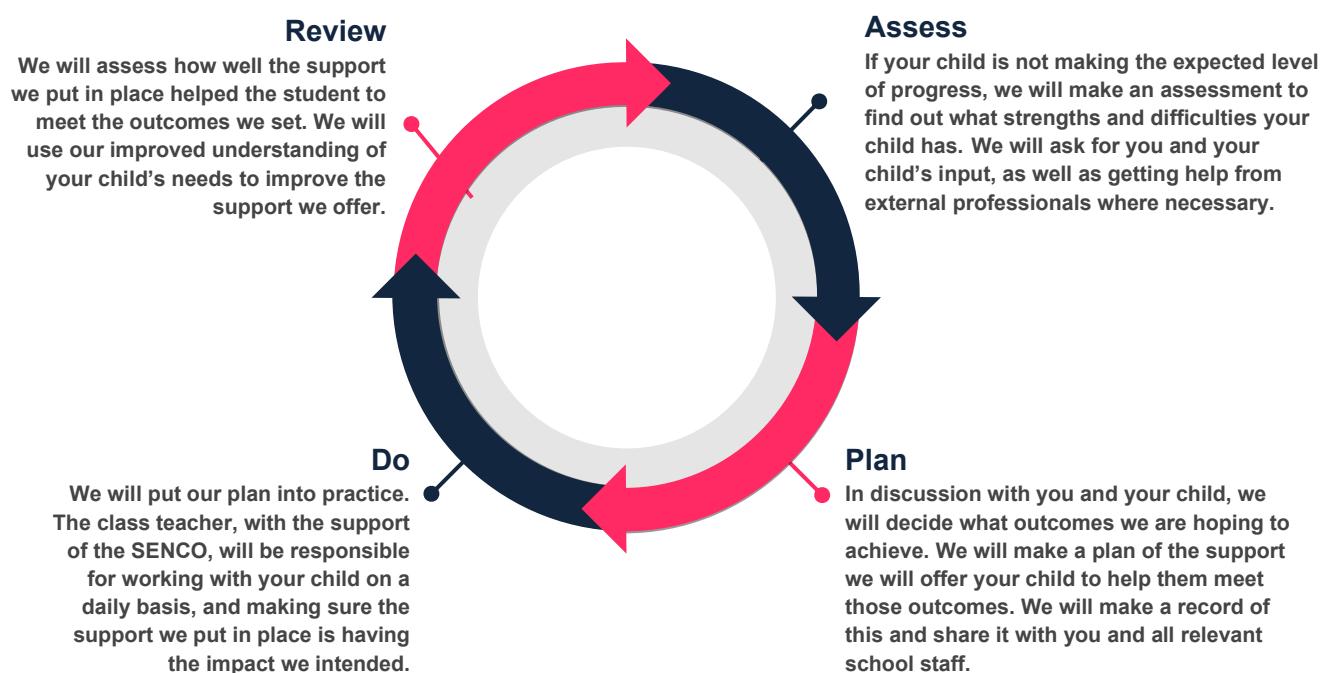 Review
We will assess how well the support
we put in place helped the student to
meet the outcomes we set. We will
use our improved understanding of
your child’s needs to improve the
support we offer.
Assess
If your child is not making the expected level
of progress, we will make an assessment to
find out what strengths and difficulties your
child has. We will ask for you and your
child’s input, as well as getting help from
external professionals where necessary.
Do
We will put our plan into practice.
The class teacher, with the support
of the SENCO, will be responsible
for working with your child on a
daily basis, and making sure the
support we put in place is having
the impact we intended.
Plan
In discussion with you and your child, we
will decide what outcomes we are hoping to
achieve. We will make a plan of the support
we will offer your child to help them meet
those outcomes. We will make a record of
this and share it with you and all relevant
school staff.